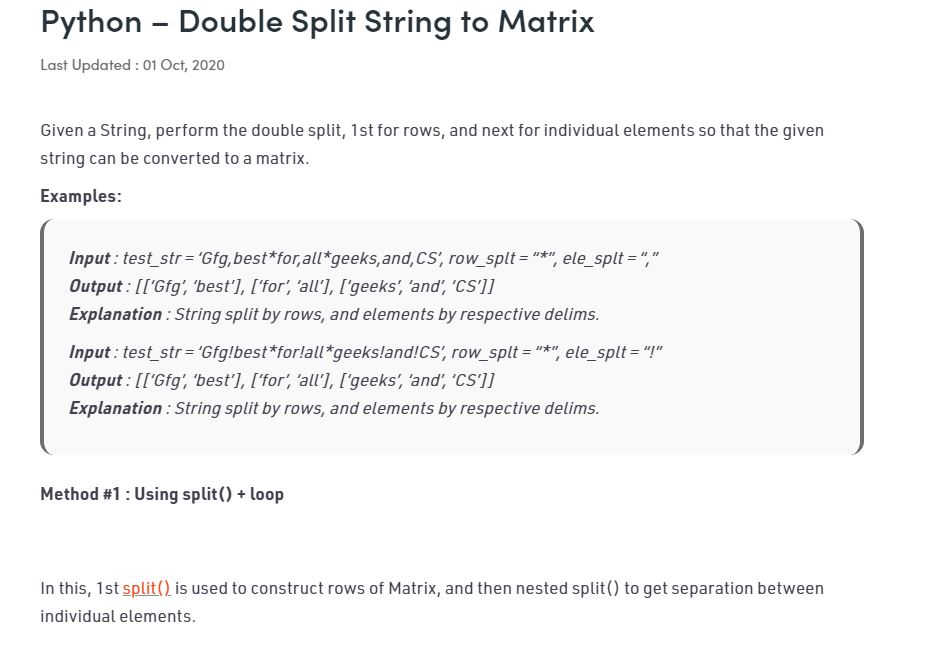 Python – Double Split String to Matrix
Last Updated : 01 Oct, 2020
Given a String, perform the double split, 1st for rows, and next for individual elements so that the given
string can be converted to a matrix.
Examples:
Input : test_str = ‘Gfg,best*for,all*geeks,and,CS’, row_splt = “*”, ele_splt = “,”
Output : [[‘Gfg’, ‘best’], [‘for’, ‘all’], [‘geeks’, ‘and’, ‘CS’]]
Explanation : String split by rows, and elements by respective delims.
Input : test_str = ‘Gfg!best*for!all*geeks!and!CS’, row_splt = “*”, ele_splt = “!”
Output : [[‘Gfg’, ‘best’], [‘for’, ‘all’], [‘geeks’, ‘and’, ‘CS’]]
Explanation : String split by rows, and elements by respective delims.
Method #1 : Using split() + loop
In this, 1st split() is used to construct rows of Matrix, and then nested split() to get separation between
individual elements.